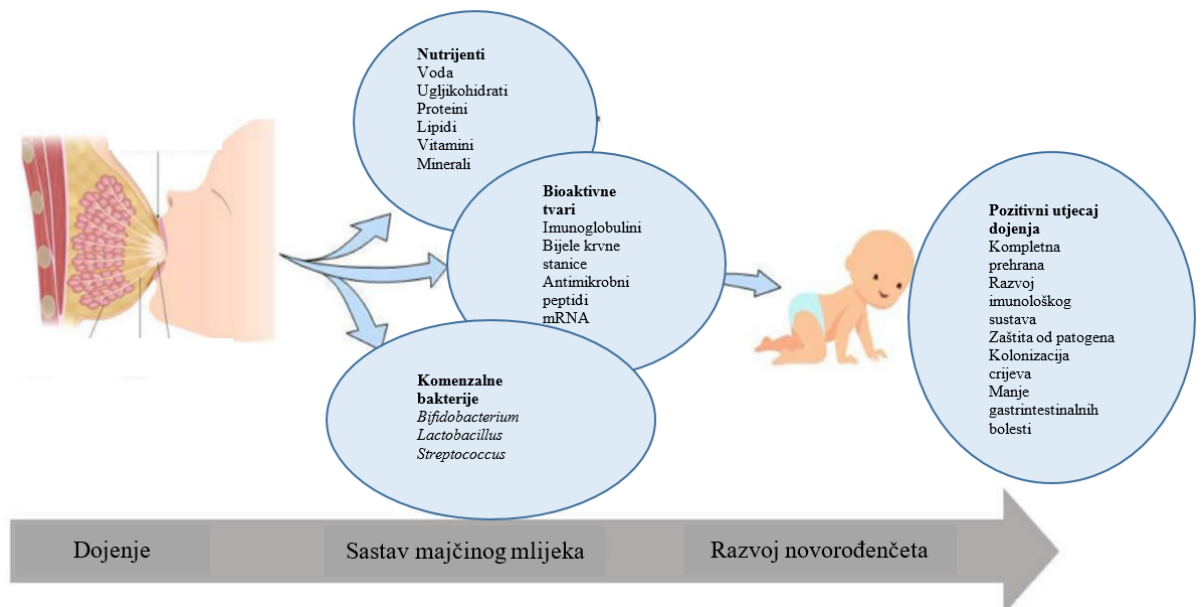 Nutrijenti
Voda
Ugljikohidrati
Proteini
Lipidi
Vitamini
Minerali
Bioaktivne
tvari
Imunoglobulini
Bijele krvne
stanice
Antimikrobni
peptidi
mRNA
Komenzalne
bakterije
Bifidobacterium
Lactobacillus
Streptococcus
Pozitivni utjecaj
dojenja
Kompletna
prehrana
Razvoj
imunološkog
sustava
Zaštita od patogena
Kolonizacija
crijeva
Manje
gastrintestinalnih
bolesti
Dojenje
Sastav majčinog mlijeka
Razvoj novorođenčeta